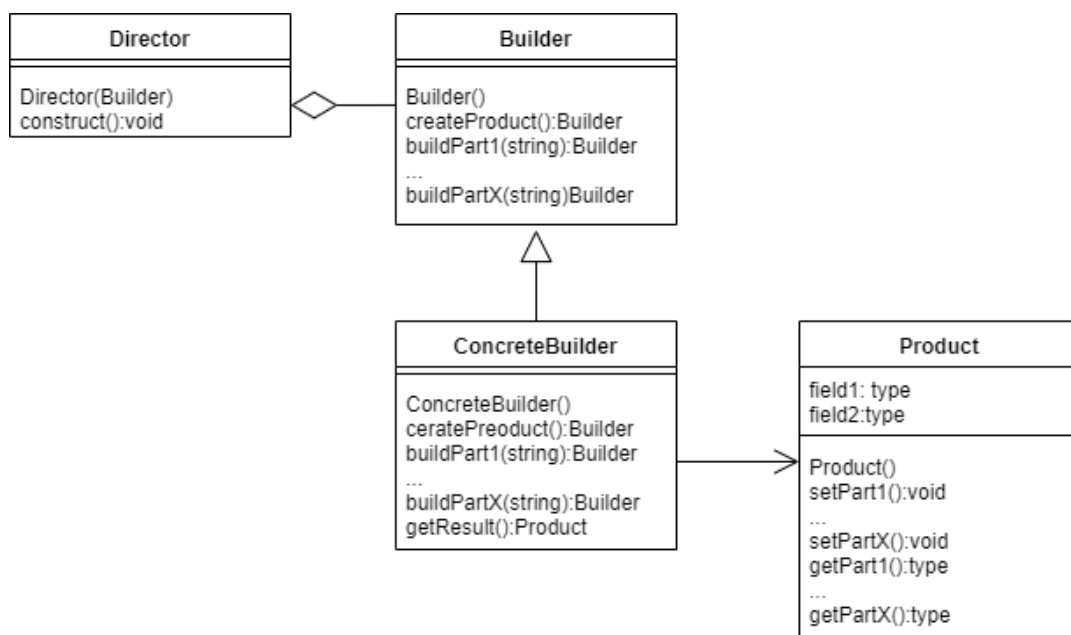 Director
Director(Builder)
construct():void
Builder
Builder()
createProduct():Builder
buildPart1(string):Builder
...
buildPartX(string)Builder
ConcreteBuilder
ConcreteBuilder()
ceratePreoduct():Builder
buildPart1(string):Builder
...
buildPartX(string):Builder
getResult():Product
Product
field1: type
field2:type
Product()
setPart1():void
...
setPartX():void
getPart1():type
...
getPartX():type